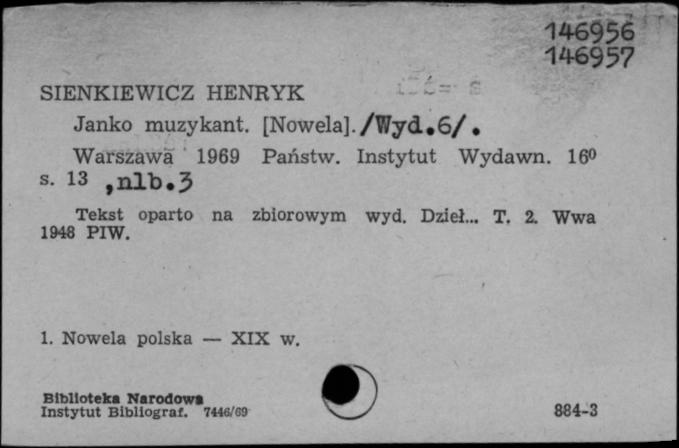 146956
146957
SIENKIEWICZ HENRYK
Janko muzykant. [Nowela]. /Wyd.6/.
Warszawa 1969 Państw. Instytut Wydawn. 16⁰
s. 13 ,nlb.3
Tekst oparto na zbiorowym wyd. Dzieł... T. 2. Wwa
1948 PIW.
1. Nowela polska — XIX w.
Biblioteka Narodowa
Instytut Bibliograf. 7446/69
884-3